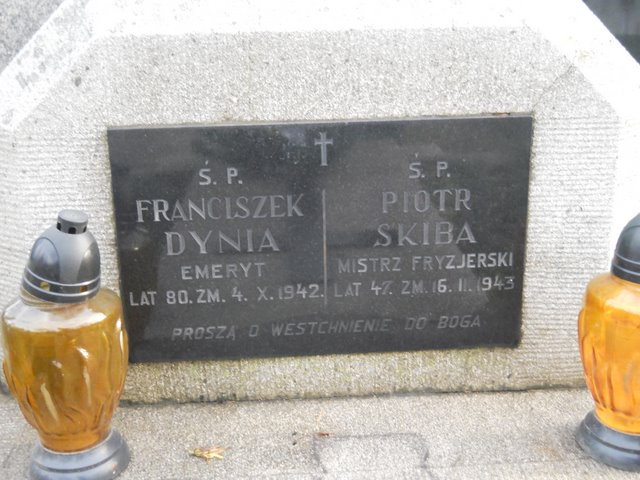 Ś. P.
FRANCISZEK
DYNIA
EMERYT
LAT 80. ZM. 4. X. 1942.
Ś. P.
PIOTR
SKIBA
MISTRZ FRYZJERSKI
LAT 47. ZM. 16. II. 1943
PROSZĄ O WESTCHNIENIE DO BOGA